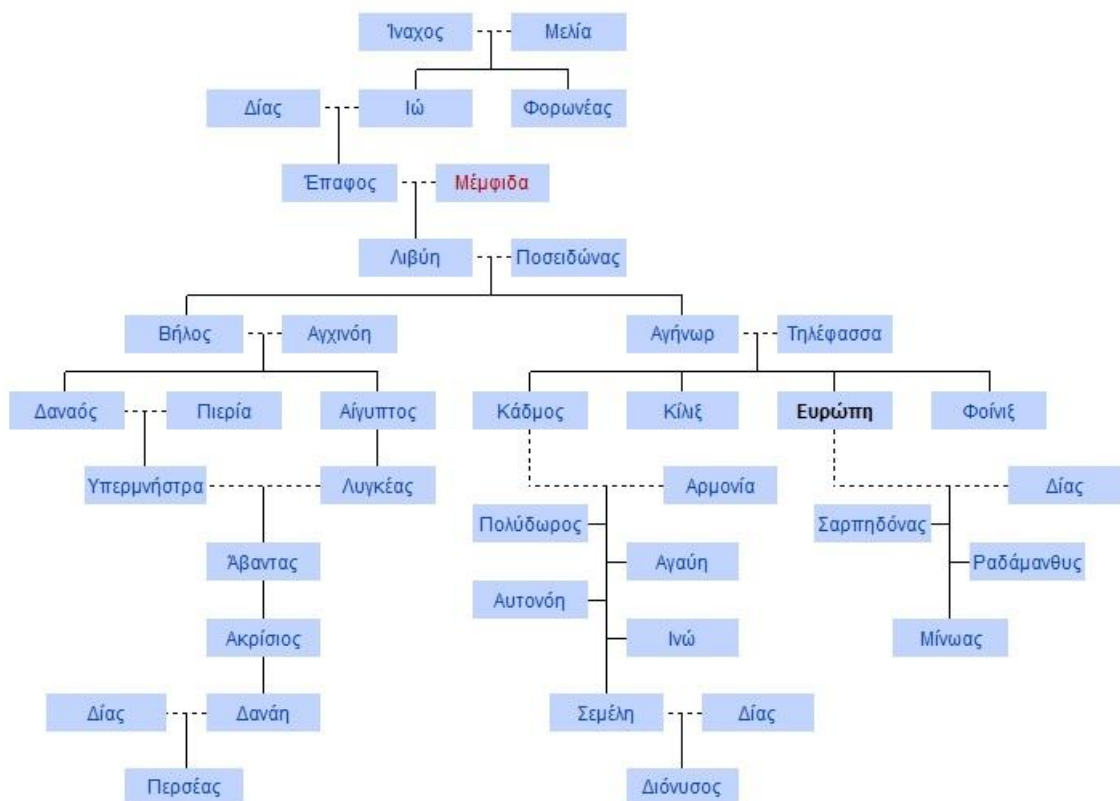 Ίναχος
Μελία
Δίας
Ιώ
Φορωνέας
Έπαφος
Μέμφιδα
Λιβύη
Ποσειδώνας
Βήλος
Αγχινόη
Αγήνωρ
Τηλέφασσα
Δαναός
Πιερία
Αίγυπτος
Κάδμος
Κίλιξ
Ευρώπη
Φοίνιξ
Υπερμνήστρα
Λυγκέας
Αρμονία
Δίας
Πολύδωρος
Σαρπηδόνας
Άβαντας
Αγαύη
Ραδάμανθυς
Αυτονόη
Ακρίσιος
Ινώ
Μίνωας
Δίας
Δανάη
Σεμέλη
Δίας
Περσέας
Διόνυσος